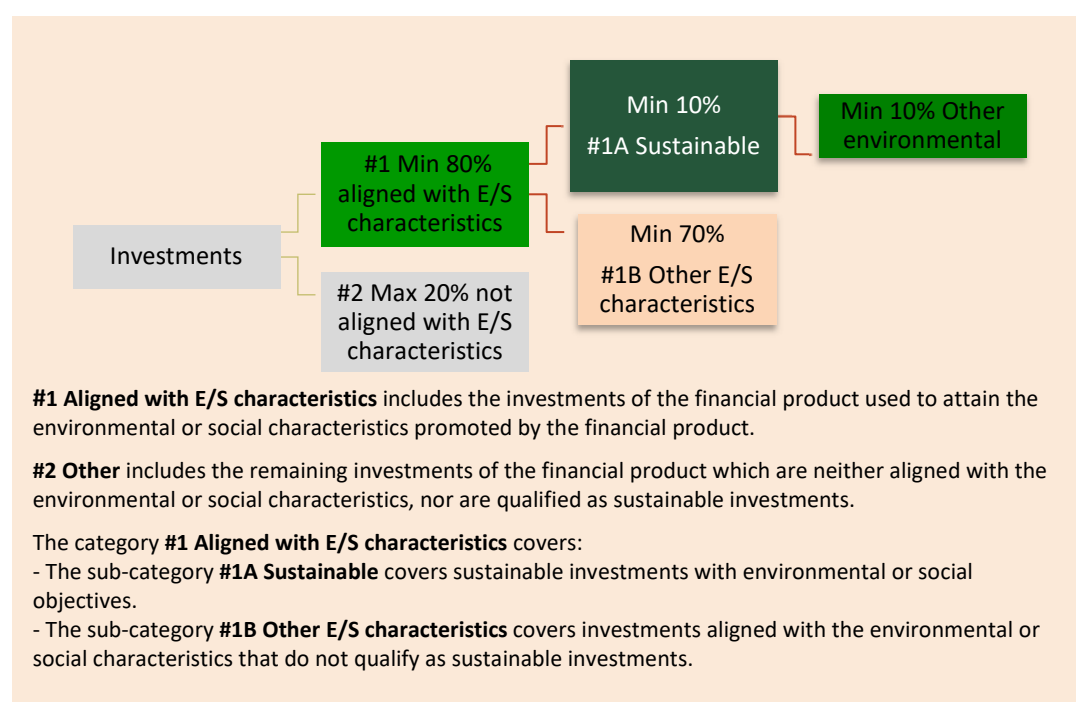 Min 10%
#1A Sustainable
Min 10% Other
environmental
#1 Min 80%
aligned with E/S
characteristics
Investments
Min 70%
#1B Other E/S
characteristics
#2 Max 20% not
aligned with E/S
characteristics
#1 Aligned with E/S characteristics includes the investments of the financial product used to attain the
environmental or social characteristics promoted by the financial product.
#2 Other includes the remaining investments of the financial product which are neither aligned with the
environmental or social characteristics, nor are qualified as sustainable investments.
The category #1 Aligned with E/S characteristics covers:
- The sub-category #1A Sustainable covers sustainable investments with environmental or social
objectives.
- The sub-category #1B Other E/S characteristics covers investments aligned with the environmental or
social characteristics that do not qualify as sustainable investments.